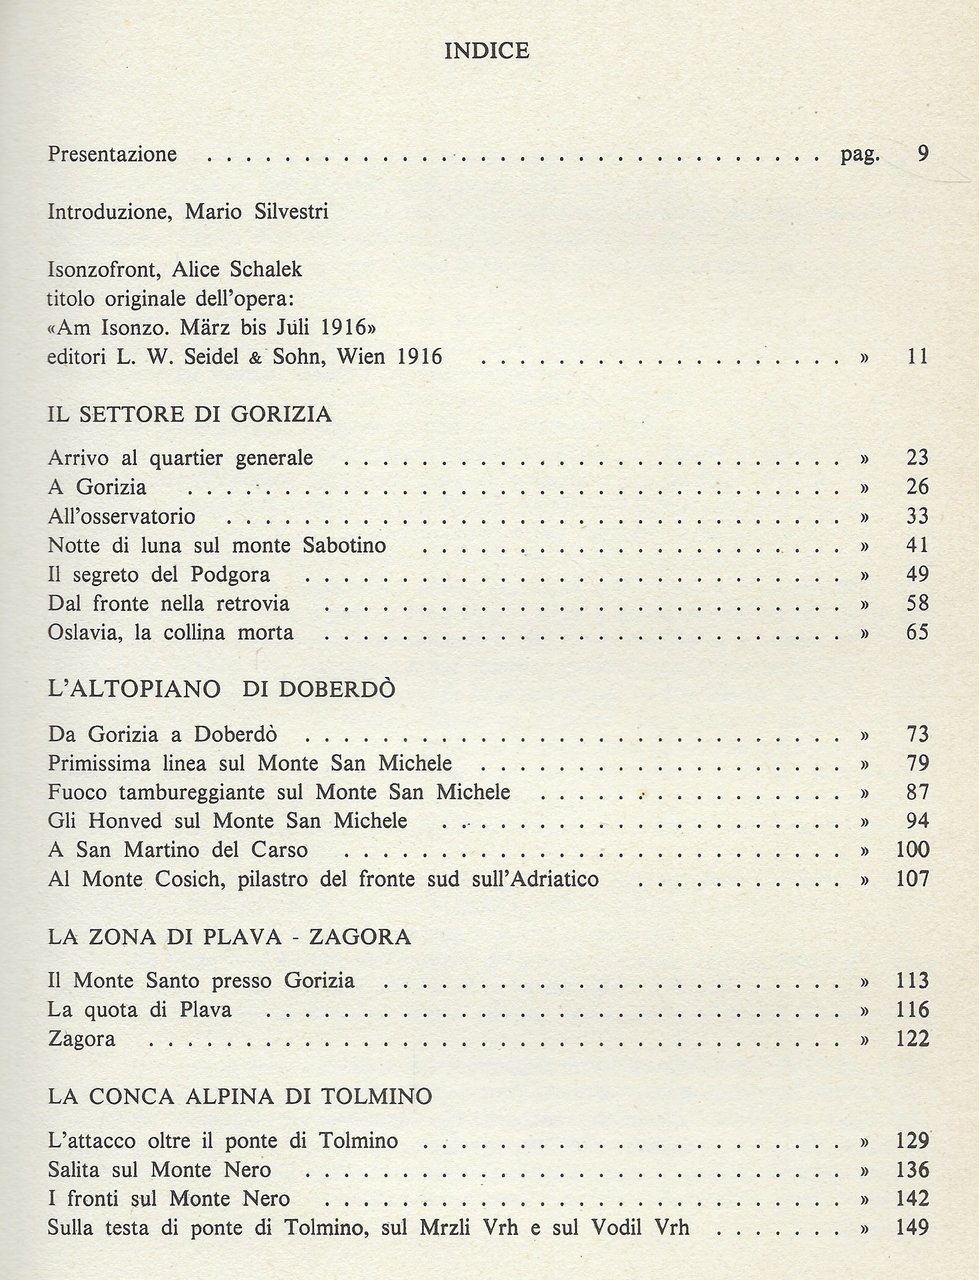 INDICE
Presentazione . . . . . . . . . . . . . . . . . . . . . . . . . . . . . . . . pag. 9
Introduzione, Mario Silvestri
Isonzofront, Alice Schalek
titolo originale dell'opera:
«Am Isonzo. März bis Juli 1916»
editori L. W. Seidel & Sohn, Wien 1916 . . . . . . . . . . . . . . . . . . . » 11
IL SETTORE DI GORIZIA
Arrivo al quartier generale . . . . . . . . . . . . . . . . . . . . . . . . . . » 23
A Gorizia . . . . . . . . . . . . . . . . . . . . . . . . . . . . . . . . . . » 26
All'osservatorio . . . . . . . . . . . . . . . . . . . . . . . . . . . . . . . . » 33
Notte di luna sul monte Sabotino . . . . . . . . . . . . . . . . . . . . . . » 41
Il segreto del Podgora . . . . . . . . . . . . . . . . . . . . . . . . . . . . » 49
Dal fronte nella retrovia . . . . . . . . . . . . . . . . . . . . . . . . . . . » 58
Oslavia, la collina morta . . . . . . . . . . . . . . . . . . . . . . . . . . . » 65
L'ALTOPIANO DI DOBERDÒ
Da Gorizia a Doberdò . . . . . . . . . . . . . . . . . . . . . . . . . . . . » 73
Primissima linea sul Monte San Michele . . . . . . . . . . . . . . . . . . . » 79
Fuoco tambureggiante sul Monte San Michele . . . . . . . . . . . . . . . . » 87
Gli Honved sul Monte San Michele . . . . . . . . . . . . . . . . . . . . . » 94
A San Martino del Carso . . . . . . . . . . . . . . . . . . . . . . . . . . » 100
Al Monte Cosich, pilastro del fronte sud sull'Adriatico . . . . . . . . . . . » 107
LA ZONA DI PLAVA - ZAGORA
Il Monte Santo presso Gorizia . . . . . . . . . . . . . . . . . . . . . . . . » 113
La quota di Plava . . . . . . . . . . . . . . . . . . . . . . . . . . . . . . » 116
Zagora . . . . . . . . . . . . . . . . . . . . . . . . . . . . . . . . . . . . » 122
LA CONCA ALPINA DI TOLMINO
L'attacco oltre il ponte di Tolmino . . . . . . . . . . . . . . . . . . . . . . » 129
Salita sul Monte Nero . . . . . . . . . . . . . . . . . . . . . . . . . . . . » 136
I fronti sul Monte Nero . . . . . . . . . . . . . . . . . . . . . . . . . . . » 142
Sulla testa di ponte di Tolmino, sul Mrzli Vrh e sul Vodil Vrh . . . . . . . » 149